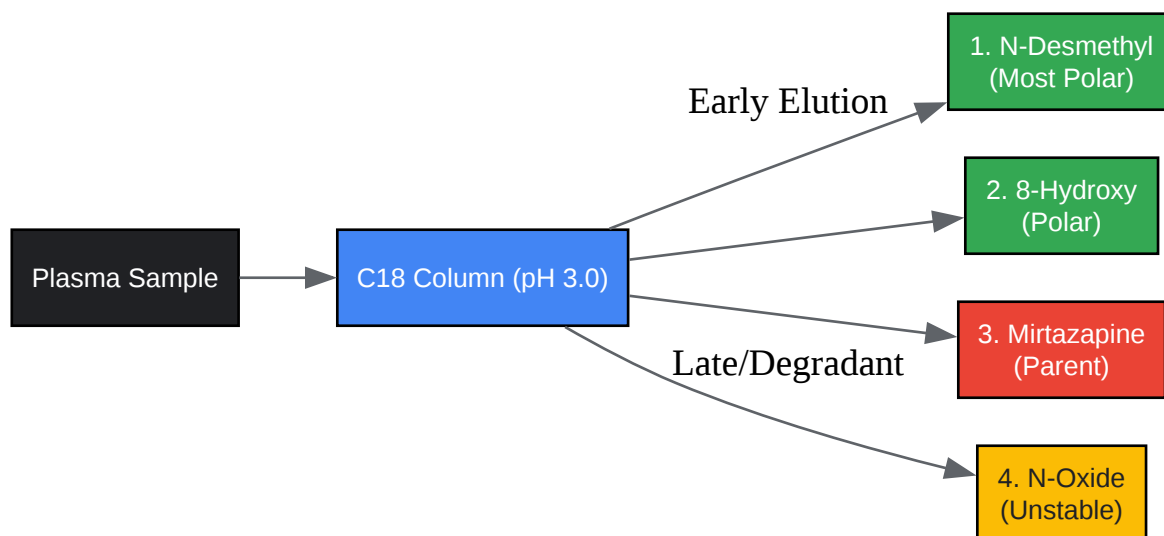 1. N-Desmethyl
(Most Polar)
Early Elution
2. 8-Hydroxy
(Polar)
Plasma Sample
C18 Column (pH 3.0)
3. Mirtazapine
(Parent)
Late/Degradant
4. N-Oxide
(Unstable)